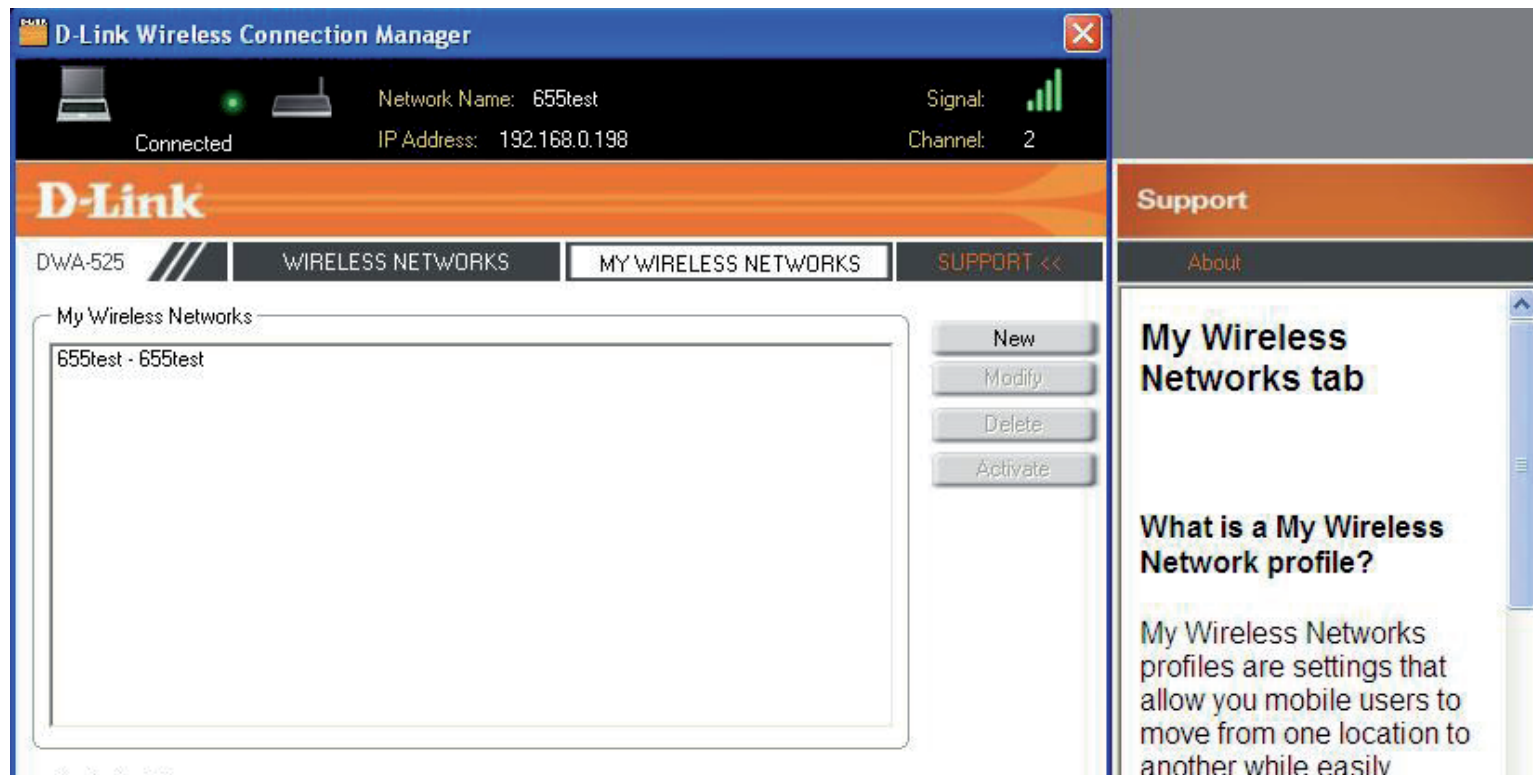 D-Link Wireless Connection Manager
Network Name: 655test
Signal:
Connected
IP Address: 192.168.0.198
Channel: 2
D-Link
DWA-525
WIRELESS NETWORKS
MY WIRELESS NETWORKS
SUPPORT <<
My Wireless Networks
655test - 655test
New
Modify
Delete
Activate
Support
About
My Wireless
Networks tab
What is a My Wireless
Network profile?
My Wireless Networks
profiles are settings that
allow you mobile users to
move from one location to
another while easily